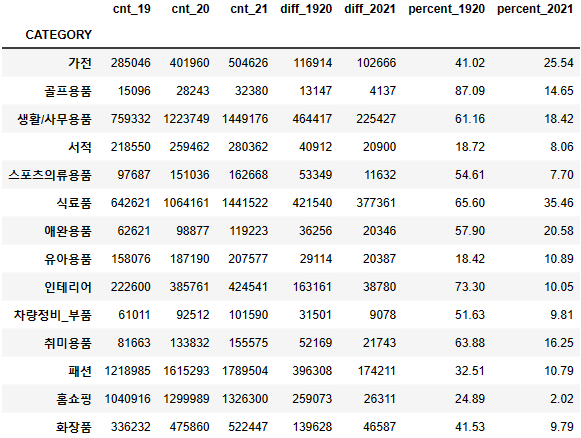 cnt_19 cnt_20 cnt_21 diff_1920 diff_2021 percent_1920 percent_2021
CATEGORY
가전 285046 401960 504626 116914 102666 41.02 25.54
골프용품 15096 28243 32380 13147 4137 87.09 14.65
생활/사무용품 759332 1223749 1449176 464417 225427 61.16 18.42
서적 218550 259462 280362 40912 20900 18.72 8.06
스포츠의류용품 97687 151036 162668 53349 11632 54.61 7.70
식료품 642621 1064161 1441522 421540 377361 65.60 35.46
애완용품 62621 98877 119223 36256 20346 57.90 20.58
유아용품 158076 187190 207577 29114 20387 18.42 10.89
인테리어 222600 385761 424541 163161 38780 73.30 10.05
차량정비_부품 61011 92512 101590 31501 9078 51.63 9.81
취미용품 81663 133832 155575 52169 21743 63.88 16.25
패션 1218985 1615293 1789504 396308 174211 32.51 10.79
홈쇼핑 1040916 1299989 1326300 259073 26311 24.89 2.02
화장품 336232 475860 522447 139628 46587 41.53 9.79